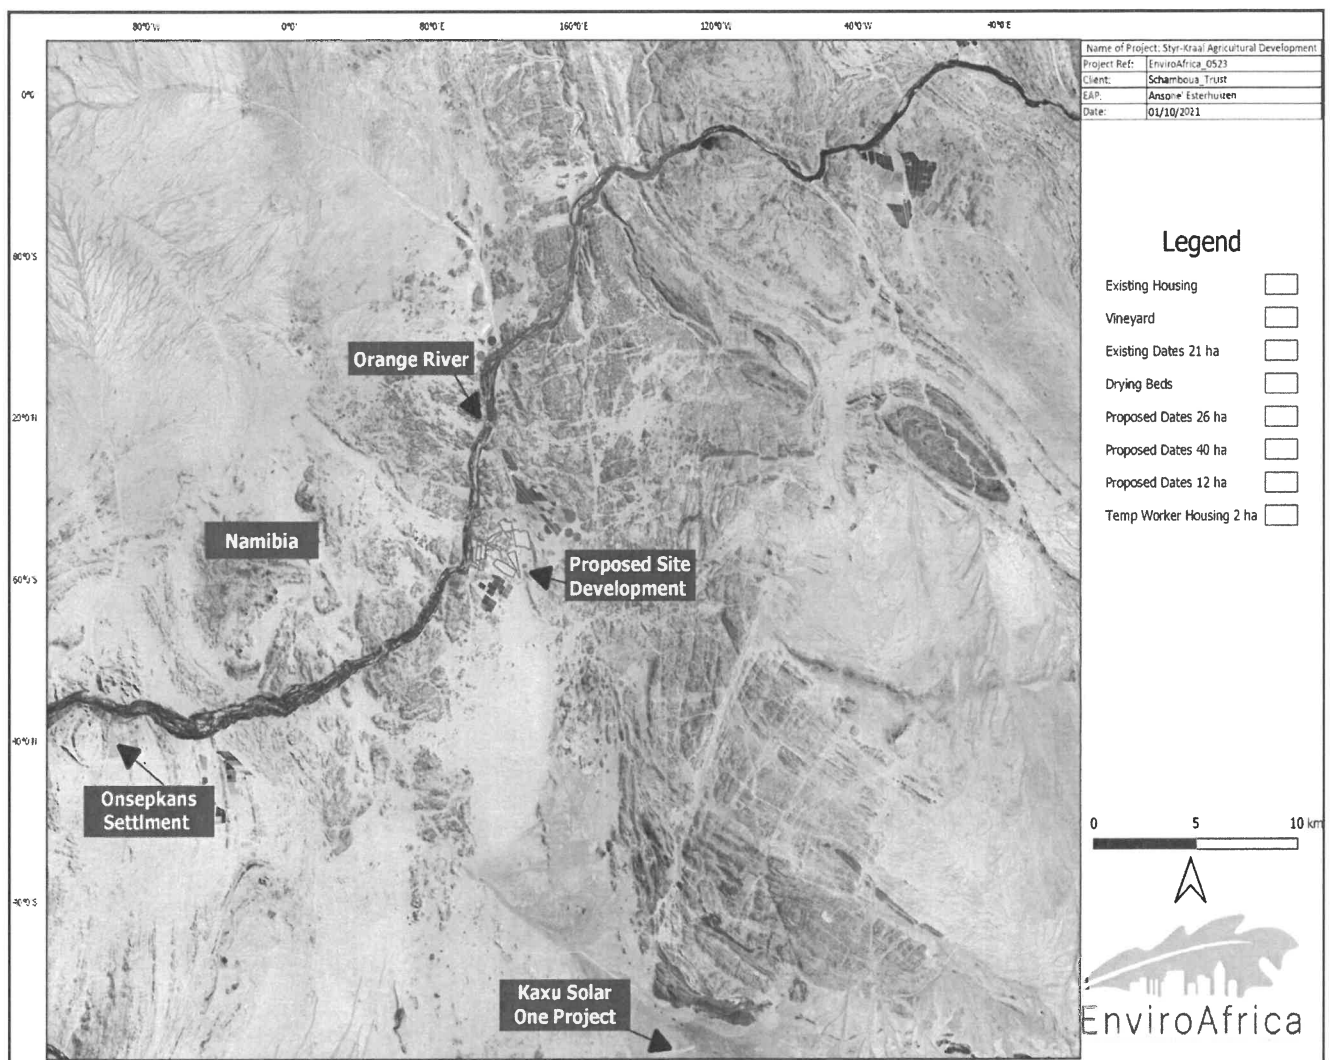 80°0'W 0°0' 80°0'E 160°0'E 120°0'W 40°0'W 40°0'E
Name of Project: Styr-Kraal Agricultural Development
Project Ref: EnviroAfrica_0523
Client: Schamboua_Trust
EAP: Ansone' Esterhuizen
Date: 01/10/2021
0°0'
80°0'S
20°0'N
60°0'S
40°0'N
40°0'S
Legend
Existing Housing
Vineyard
Existing Dates 21 ha
Drying Beds
Proposed Dates 26 ha
Proposed Dates 40 ha
Proposed Dates 12 ha
Temp Worker Housing 2 ha
Orange River
Namibia
Proposed Site
Development
Onsepkans
Settlment
Kaxu Solar
One Project
0 5 10 km
EnviroAfrica